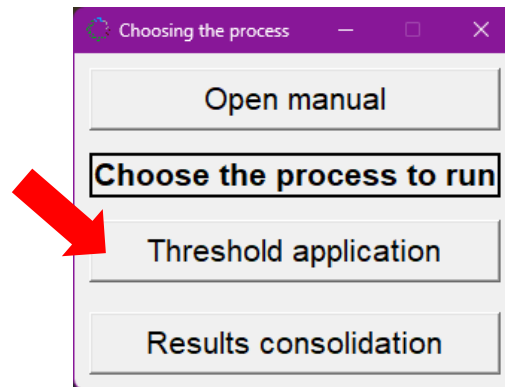 Choosing the process
Open manual
Choose the process to run
Threshold application
Results consolidation